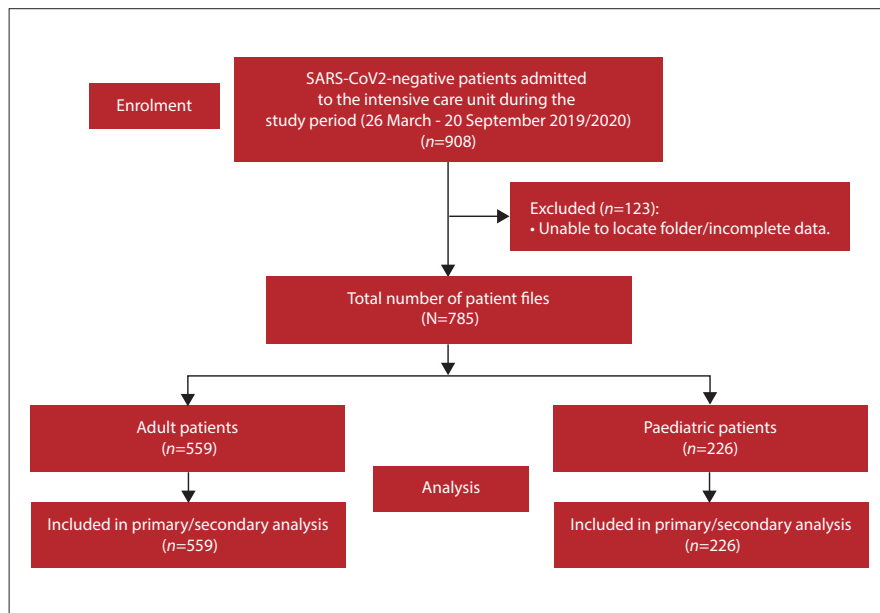 Enrolment
SARS-CoV2-negative patients admitted
to the intensive care unit during the
study period (26 March - 20 September 2019/2020)
(n=908)
Excluded (n=123):
• Unable to locate folder/incomplete data.
Total number of patient files
(N=785)
Adult patients
(n=559)
Paediatric patients
(n=226)
Analysis
Included in primary/secondary analysis
(n=559)
Included in primary/secondary analysis
(n=226)